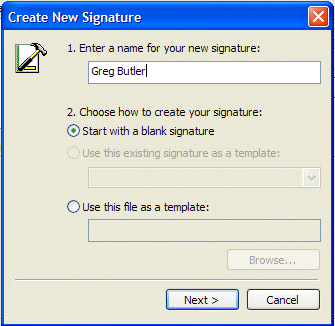 Create New Signature
1. Enter a name for your new signature:
Greg Butler
2. Choose how to create your signature:
Start with a blank signature
Use this existing signature as a template:
Use this file as a template:
Browse...
Next >
Cancel